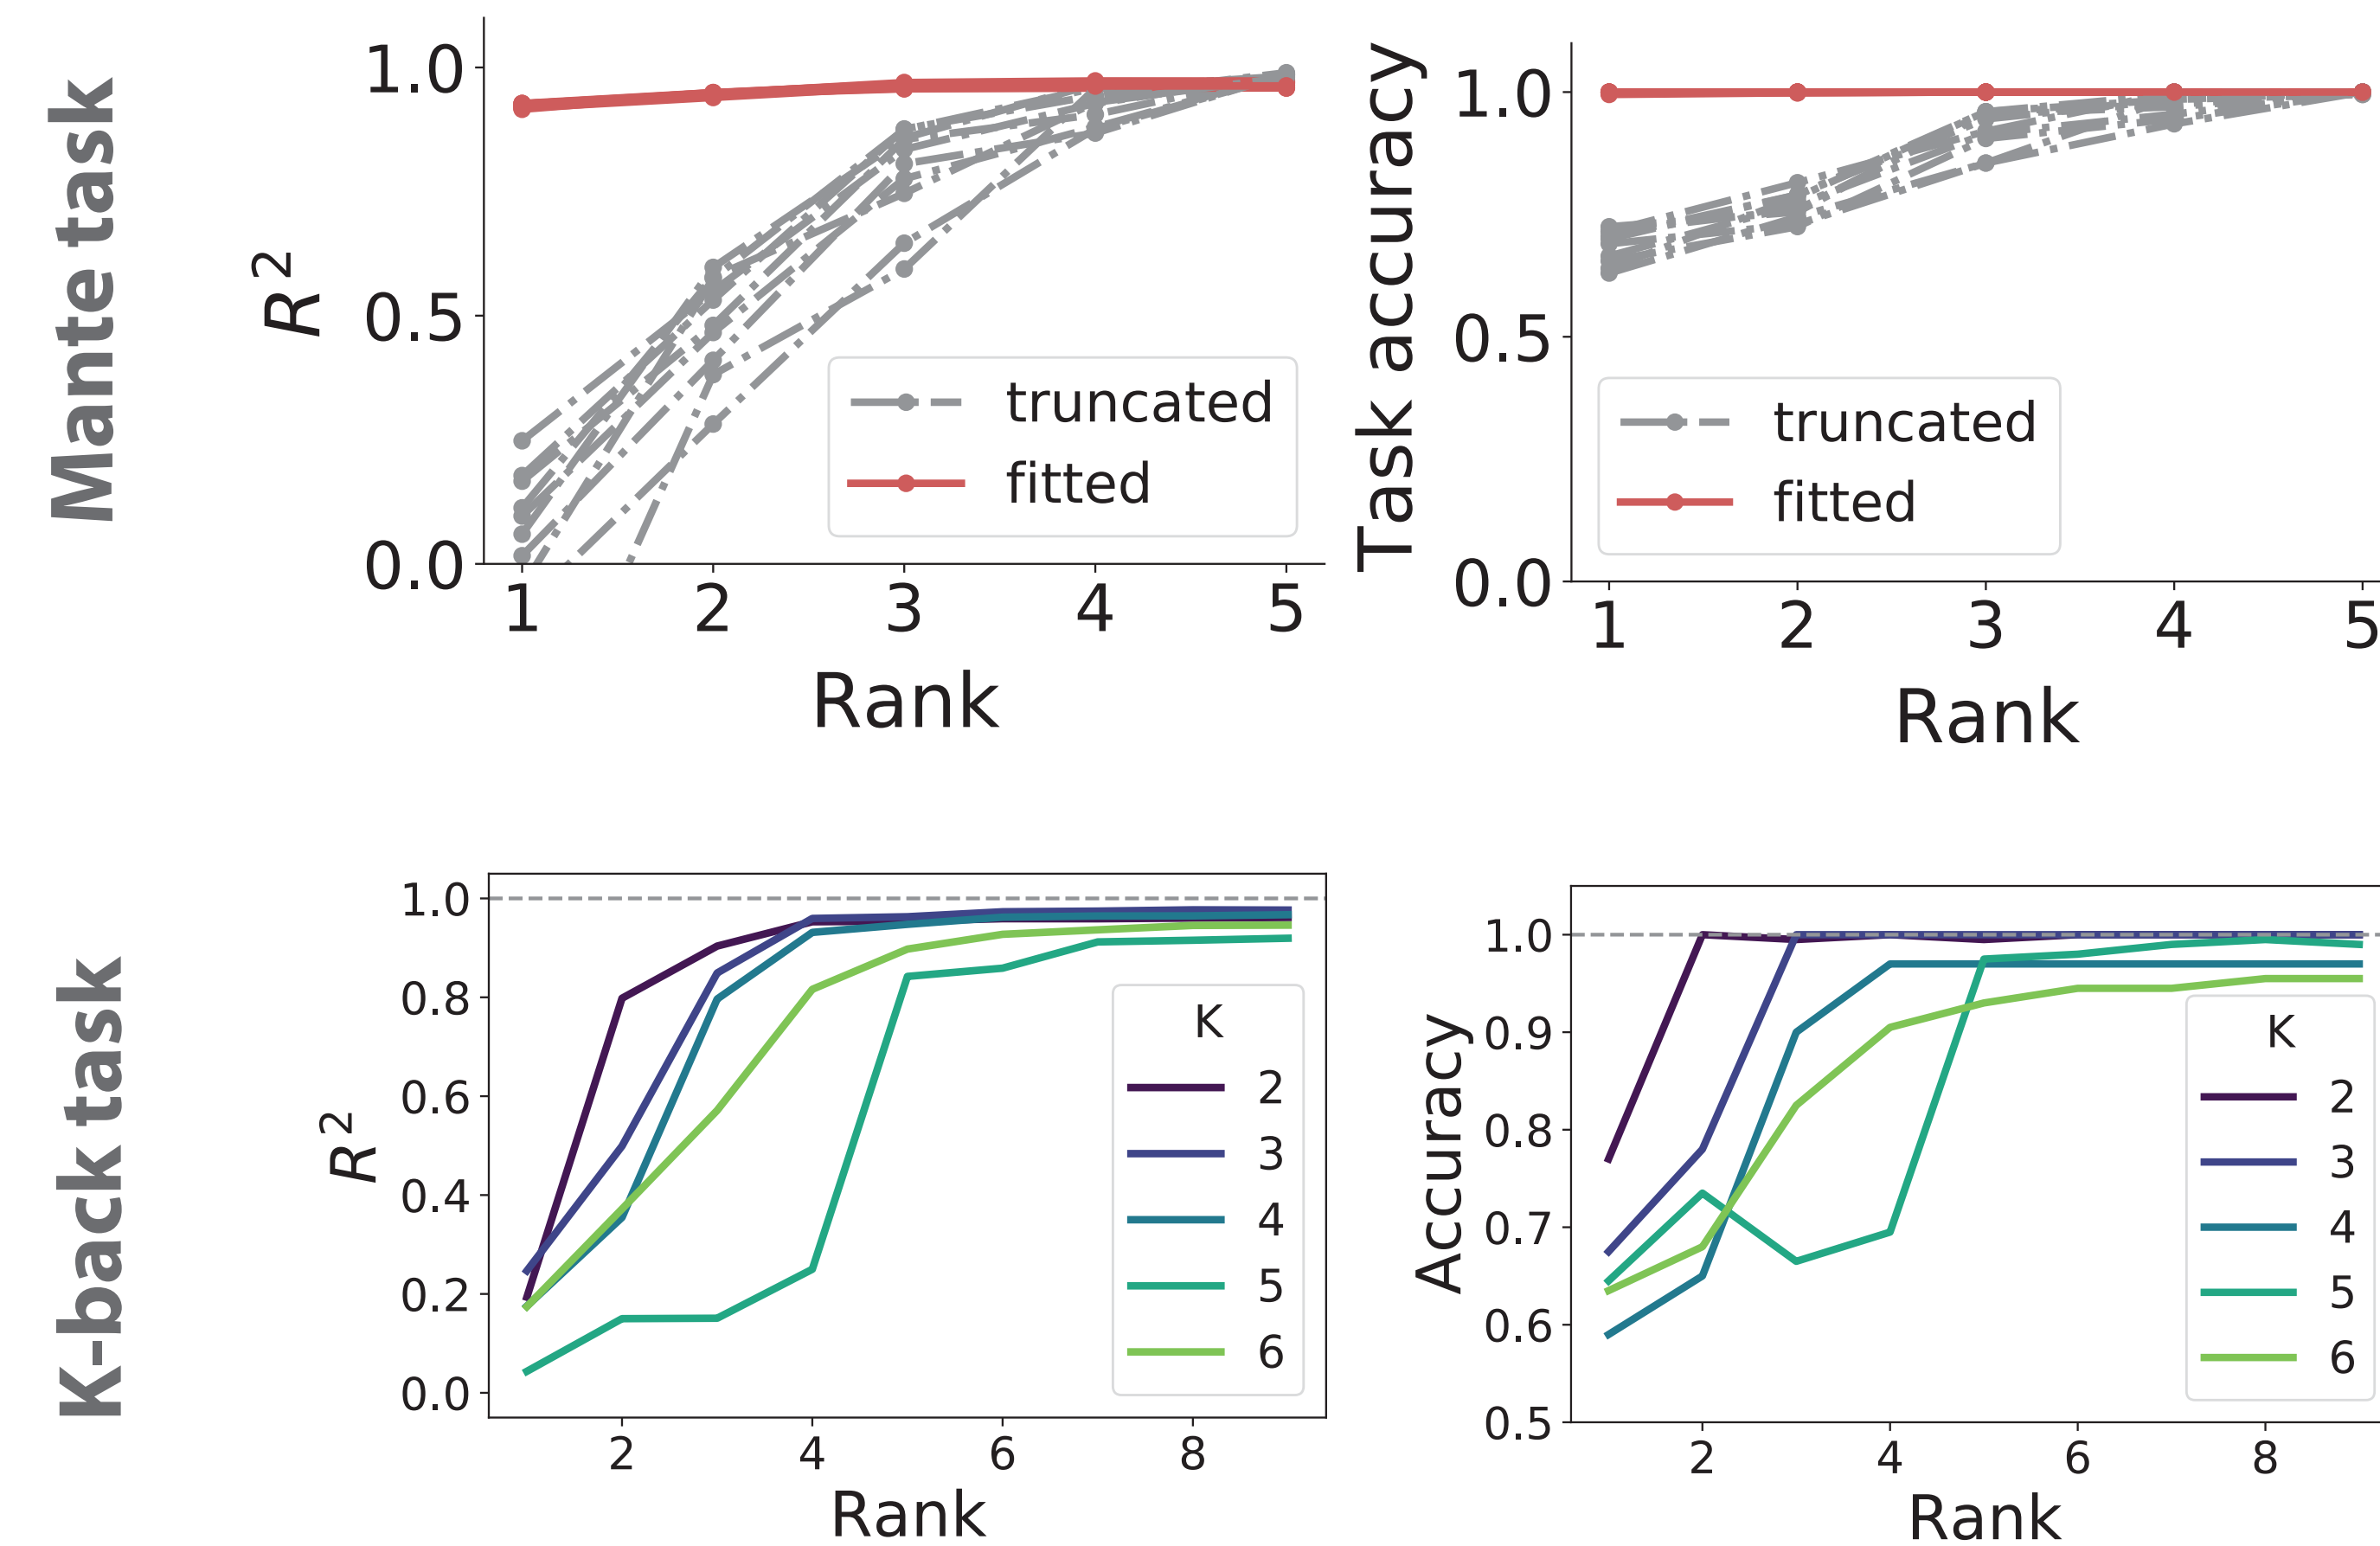 Mante task
R²
1.0
0.5
0.0
1 2 3 4 5
Rank
truncated
fitted
Task accuracy
1.0
0.5
0.0
1 2 3 4 5
Rank
truncated
fitted
K-back task
R²
1.0
0.8
0.6
0.4
0.2
0.0
2 4 6 8
Rank
K
2
3
4
5
6
Accuracy
1.0
0.9
0.8
0.7
0.6
0.5
2 4 6 8
Rank
K
2
3
4
5
6